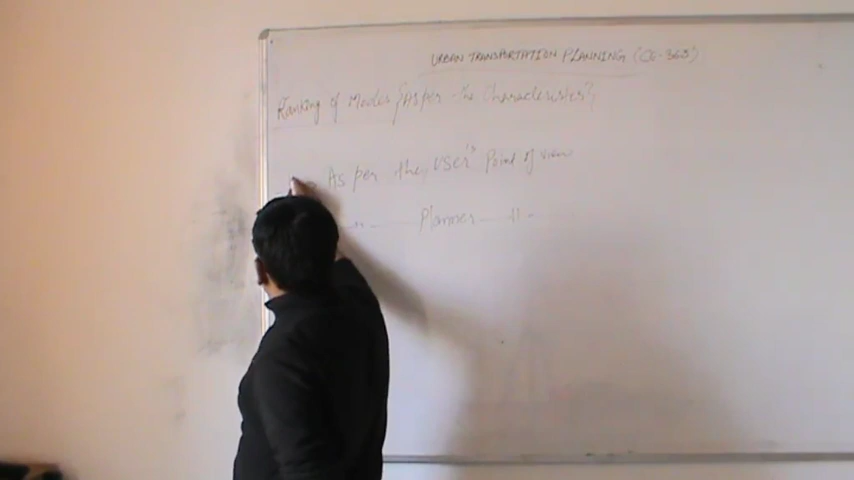 URBAN TRANSPORTATION PLANNING (CE-363)
Ranking of Modes {As per the Characteristics}
As per the User's Point of view
—〃— Planner —〃—